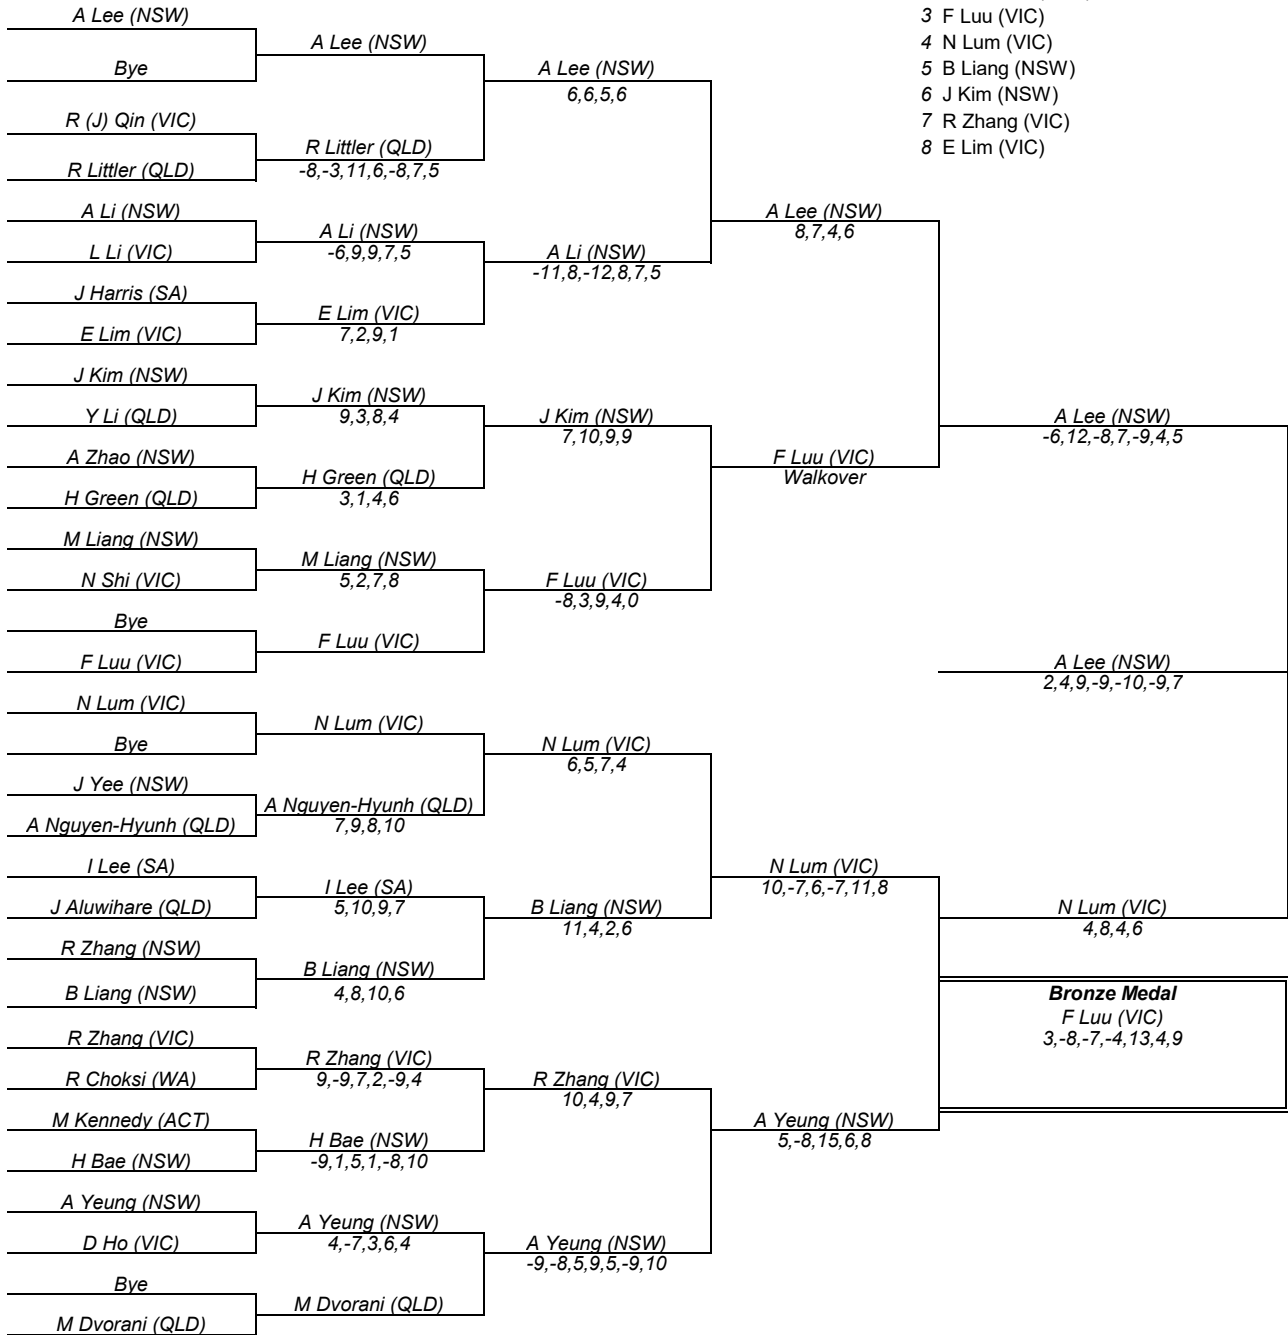 3 F Luu (VIC)
4 N Lum (VIC)
5 B Liang (NSW)
6 J Kim (NSW)
7 R Zhang (VIC)
8 E Lim (VIC)
A Lee (NSW)
Bye
R (J) Qin (VIC)
R Littler (QLD)
A Li (NSW)
L Li (VIC)
J Harris (SA)
E Lim (VIC)
J Kim (NSW)
Y Li (QLD)
A Zhao (NSW)
H Green (QLD)
M Liang (NSW)
N Shi (VIC)
Bye
F Luu (VIC)
N Lum (VIC)
Bye
J Yee (NSW)
A Nguyen-Hyunh (QLD)
I Lee (SA)
J Aluwihare (QLD)
R Zhang (NSW)
B Liang (NSW)
R Zhang (VIC)
R Choksi (WA)
M Kennedy (ACT)
H Bae (NSW)
A Yeung (NSW)
D Ho (VIC)
Bye
M Dvorani (QLD)
A Lee (NSW)
R Littler (QLD)
-8,-3,11,6,-8,7,5
A Li (NSW)
-6,9,9,7,5
E Lim (VIC)
7,2,9,1
J Kim (NSW)
9,3,8,4
H Green (QLD)
3,1,4,6
M Liang (NSW)
5,2,7,8
F Luu (VIC)
N Lum (VIC)
A Nguyen-Hyunh (QLD)
7,9,8,10
I Lee (SA)
5,10,9,7
B Liang (NSW)
4,8,10,6
R Zhang (VIC)
9,-9,7,2,-9,4
H Bae (NSW)
-9,1,5,1,-8,10
A Yeung (NSW)
4,-7,3,6,4
M Dvorani (QLD)
A Lee (NSW)
6,6,5,6
A Li (NSW)
-11,8,-12,8,7,5
J Kim (NSW)
7,10,9,9
F Luu (VIC)
-8,3,9,4,0
N Lum (VIC)
6,5,7,4
B Liang (NSW)
11,4,2,6
R Zhang (VIC)
10,4,9,7
A Yeung (NSW)
-9,-8,5,9,5,-9,10
A Lee (NSW)
8,7,4,6
F Luu (VIC)
Walkover
N Lum (VIC)
10,-7,6,-7,11,8
A Yeung (NSW)
5,-8,15,6,8
A Lee (NSW)
-6,12,-8,7,-9,4,5
A Lee (NSW)
2,4,9,-9,-10,-9,7
N Lum (VIC)
4,8,4,6
Bronze Medal
F Luu (VIC)
3,-8,-7,-4,13,4,9